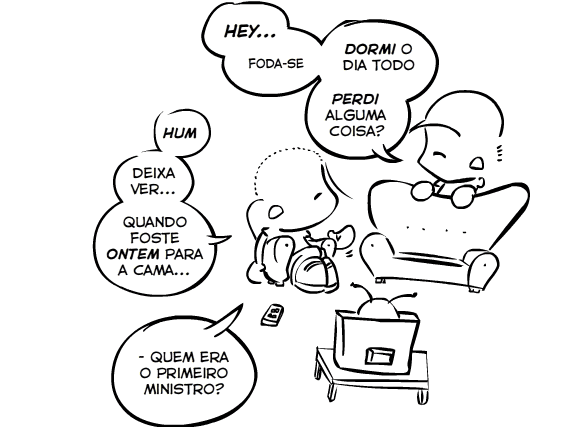 HEY...
FODA-SE
DORMI O
DIA TODO
PERDI
ALGUMA
COISA?
HUM
DEIXA
VER...
QUANDO
FOSTE
ONTEM PARA
A CAMA...
- QUEM ERA
O PRIMEIRO
MINISTRO?